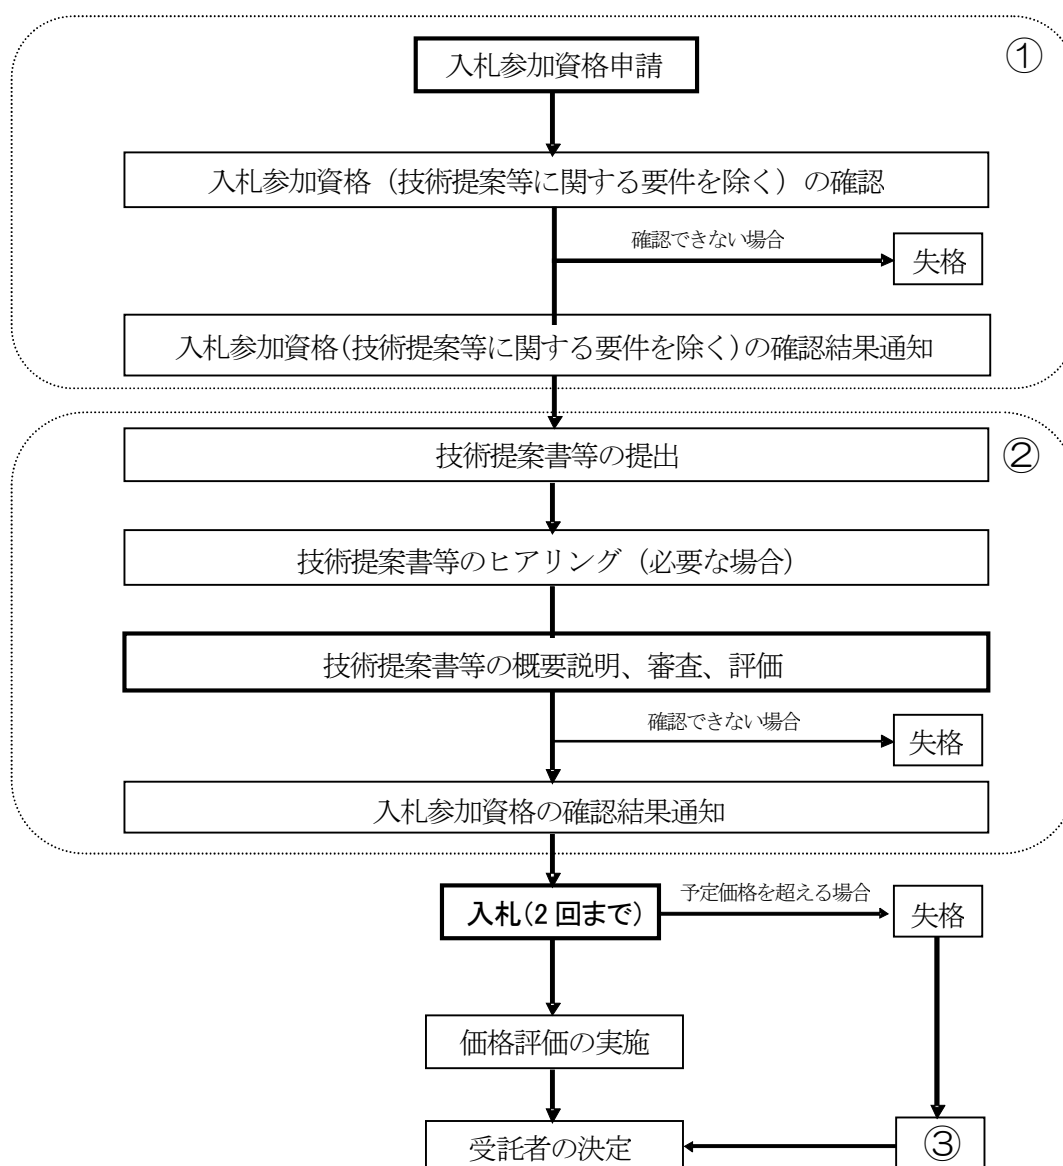 ①
入札参加資格申請
入札参加資格（技術提案等に関する要件を除く）の確認
確認できない場合
失格
入札参加資格(技術提案等に関する要件を除く)の確認結果通知
技術提案書等の提出
②
技術提案書等のヒアリング（必要な場合）
技術提案書等の概要説明、審査、評価
確認できない場合
失格
入札参加資格の確認結果通知
入札(2回まで)
予定価格を超える場合
失格
価格評価の実施
受託者の決定
③